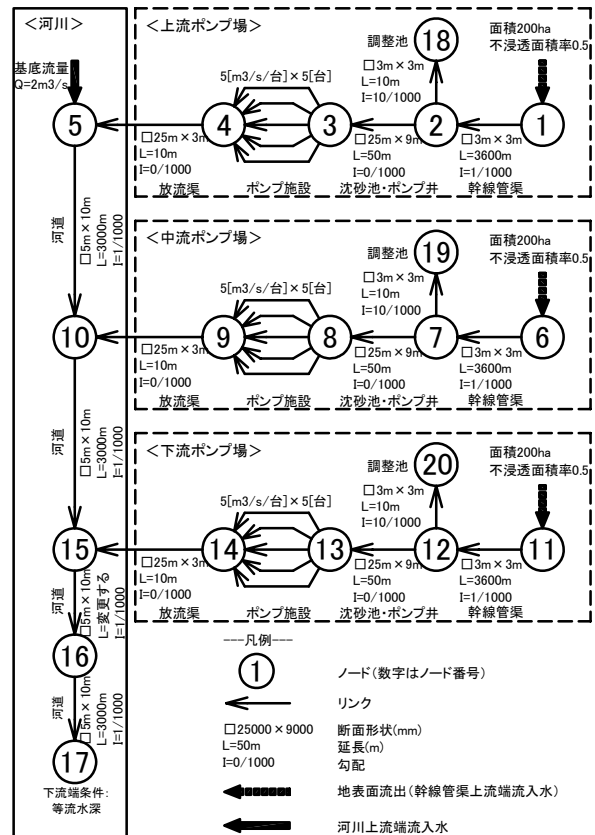 ＜河川＞
基底流量
Q=2m3/s
5
河道
□5m×10m
L=3000m
I=1/1000
10
河道
□5m×10m
L=3000m
I=1/1000
15
河道
□5m×10m
L=変更する
I=1/1000
16
河道
□5m×10m
L=3000m
I=1/1000
17
下流端条件:
等流水深
＜上流ポンプ場＞
調整池
18
面積200ha
不浸透面積率0.5
□3m×3m
L=10m
I=10/1000
5[m3/s/台]×5[台]
4
3
2
1
□25m×3m
L=10m
I=0/1000
□25m×9m
L=50m
I=0/1000
□3m×3m
L=3600m
I=1/1000
放流渠
ポンプ施設
沈砂池・ポンプ井
幹線管渠
＜中流ポンプ場＞
調整池
19
面積200ha
不浸透面積率0.5
□3m×3m
L=10m
I=10/1000
5[m3/s/台]×5[台]
9
8
7
6
□25m×3m
L=10m
I=0/1000
□25m×9m
L=50m
I=0/1000
□3m×3m
L=3600m
I=1/1000
放流渠
ポンプ施設
沈砂池・ポンプ井
幹線管渠
＜下流ポンプ場＞
調整池
20
面積200ha
不浸透面積率0.5
□3m×3m
L=10m
I=10/1000
5[m3/s/台]×5[台]
14
13
12
11
□25m×3m
L=10m
I=0/1000
□25m×9m
L=50m
I=0/1000
□3m×3m
L=3600m
I=1/1000
放流渠
ポンプ施設
沈砂池・ポンプ井
幹線管渠
---凡例---
1
ノード(数字はノード番号)
リンク
□25000×9000 断面形状(mm)
L=50m 延長(m)
I=0/1000 勾配
地表面流出(幹線管渠上流端流入水)
河川上流端流入水